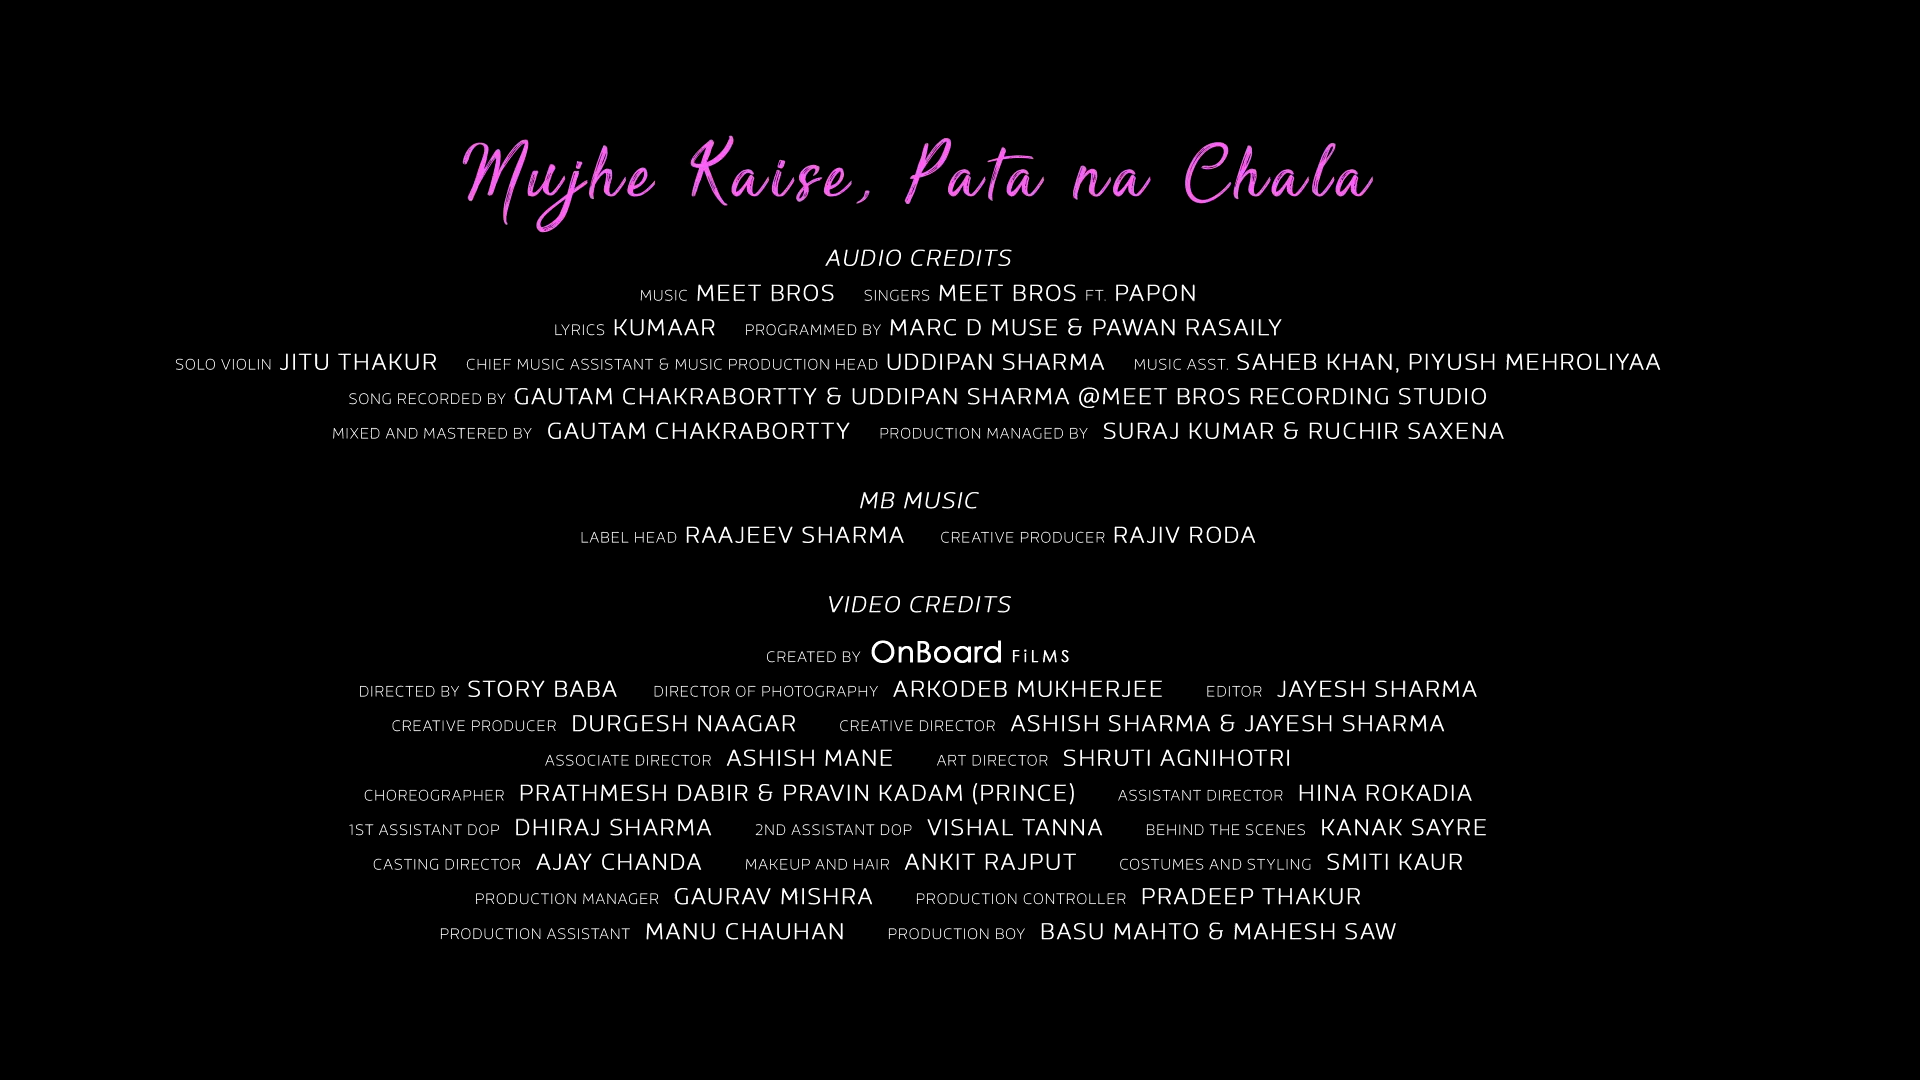 Mujhe Kaise, Pata na Chala
AUDIO CREDITS
MUSIC MEET BROS SINGERS MEET BROS FT. PAPON
LYRICS KUMAAR PROGRAMMED BY MARC D MUSE & PAWAN RASAILY
SOLO VIOLIN JITU THAKUR CHIEF MUSIC ASSISTANT & MUSIC PRODUCTION HEAD UDDIPAN SHARMA MUSIC ASST. SAHEB KHAN, PIYUSH MEHROLIYAA
SONG RECORDED BY GAUTAM CHAKRABORTTY & UDDIPAN SHARMA @MEET BROS RECORDING STUDIO
MIXED AND MASTERED BY GAUTAM CHAKRABORTTY PRODUCTION MANAGED BY SURAJ KUMAR & RUCHIR SAXENA
MB MUSIC
LABEL HEAD RAAJEEV SHARMA CREATIVE PRODUCER RAJIV RODA
VIDEO CREDITS
CREATED BY OnBoard FiLMS
DIRECTED BY STORY BABA DIRECTOR OF PHOTOGRAPHY ARKODEB MUKHERJEE EDITOR JAYESH SHARMA
CREATIVE PRODUCER DURGESH NAAGAR CREATIVE DIRECTOR ASHISH SHARMA & JAYESH SHARMA
ASSOCIATE DIRECTOR ASHISH MANE ART DIRECTOR SHRUTI AGNIHOTRI
CHOREOGRAPHER PRATHMESH DABIR & PRAVIN KADAM (PRINCE) ASSISTANT DIRECTOR HINA ROKADIA
1ST ASSISTANT DOP DHIRAJ SHARMA 2ND ASSISTANT DOP VISHAL TANNA BEHIND THE SCENES KANAK SAYRE
CASTING DIRECTOR AJAY CHANDA MAKEUP AND HAIR ANKIT RAJPUT COSTUMES AND STYLING SMITI KAUR
PRODUCTION MANAGER GAURAV MISHRA PRODUCTION CONTROLLER PRADEEP THAKUR
PRODUCTION ASSISTANT MANU CHAUHAN PRODUCTION BOY BASU MAHTO & MAHESH SAW